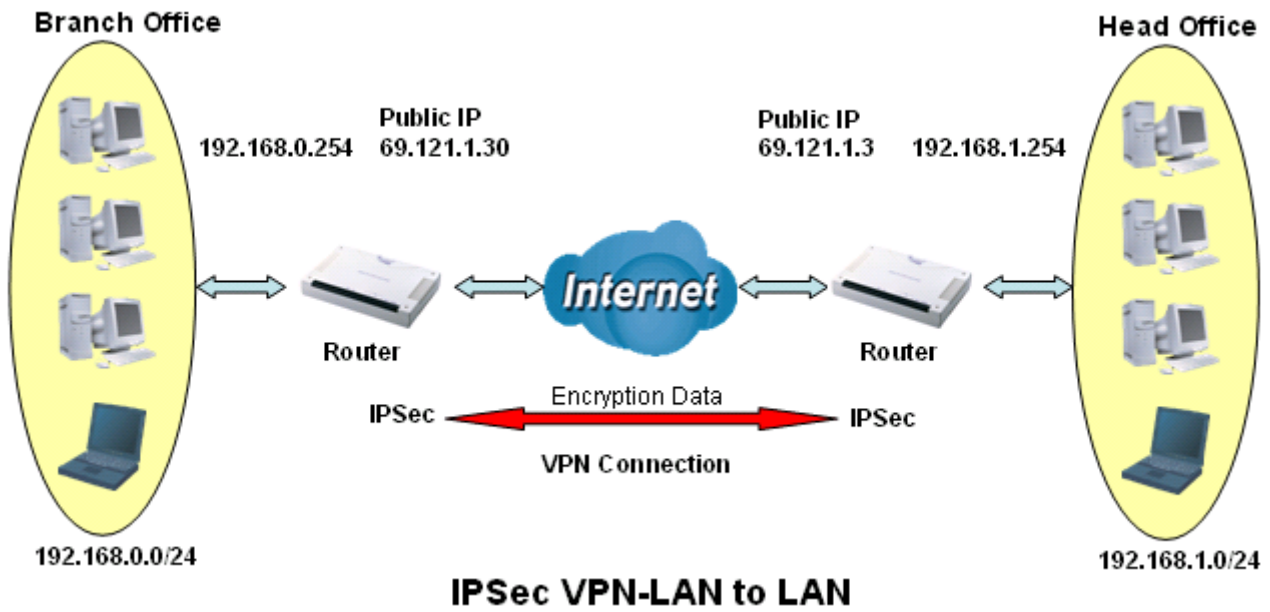 Branch Office
Head Office
Public IP
192.168.0.254 69.121.1.30
Public IP
69.121.1.3 192.168.1.254
Internet
Router
Router
Encryption Data
IPSec
IPSec
VPN Connection
192.168.0.0/24
192.168.1.0/24
IPSec VPN-LAN to LAN